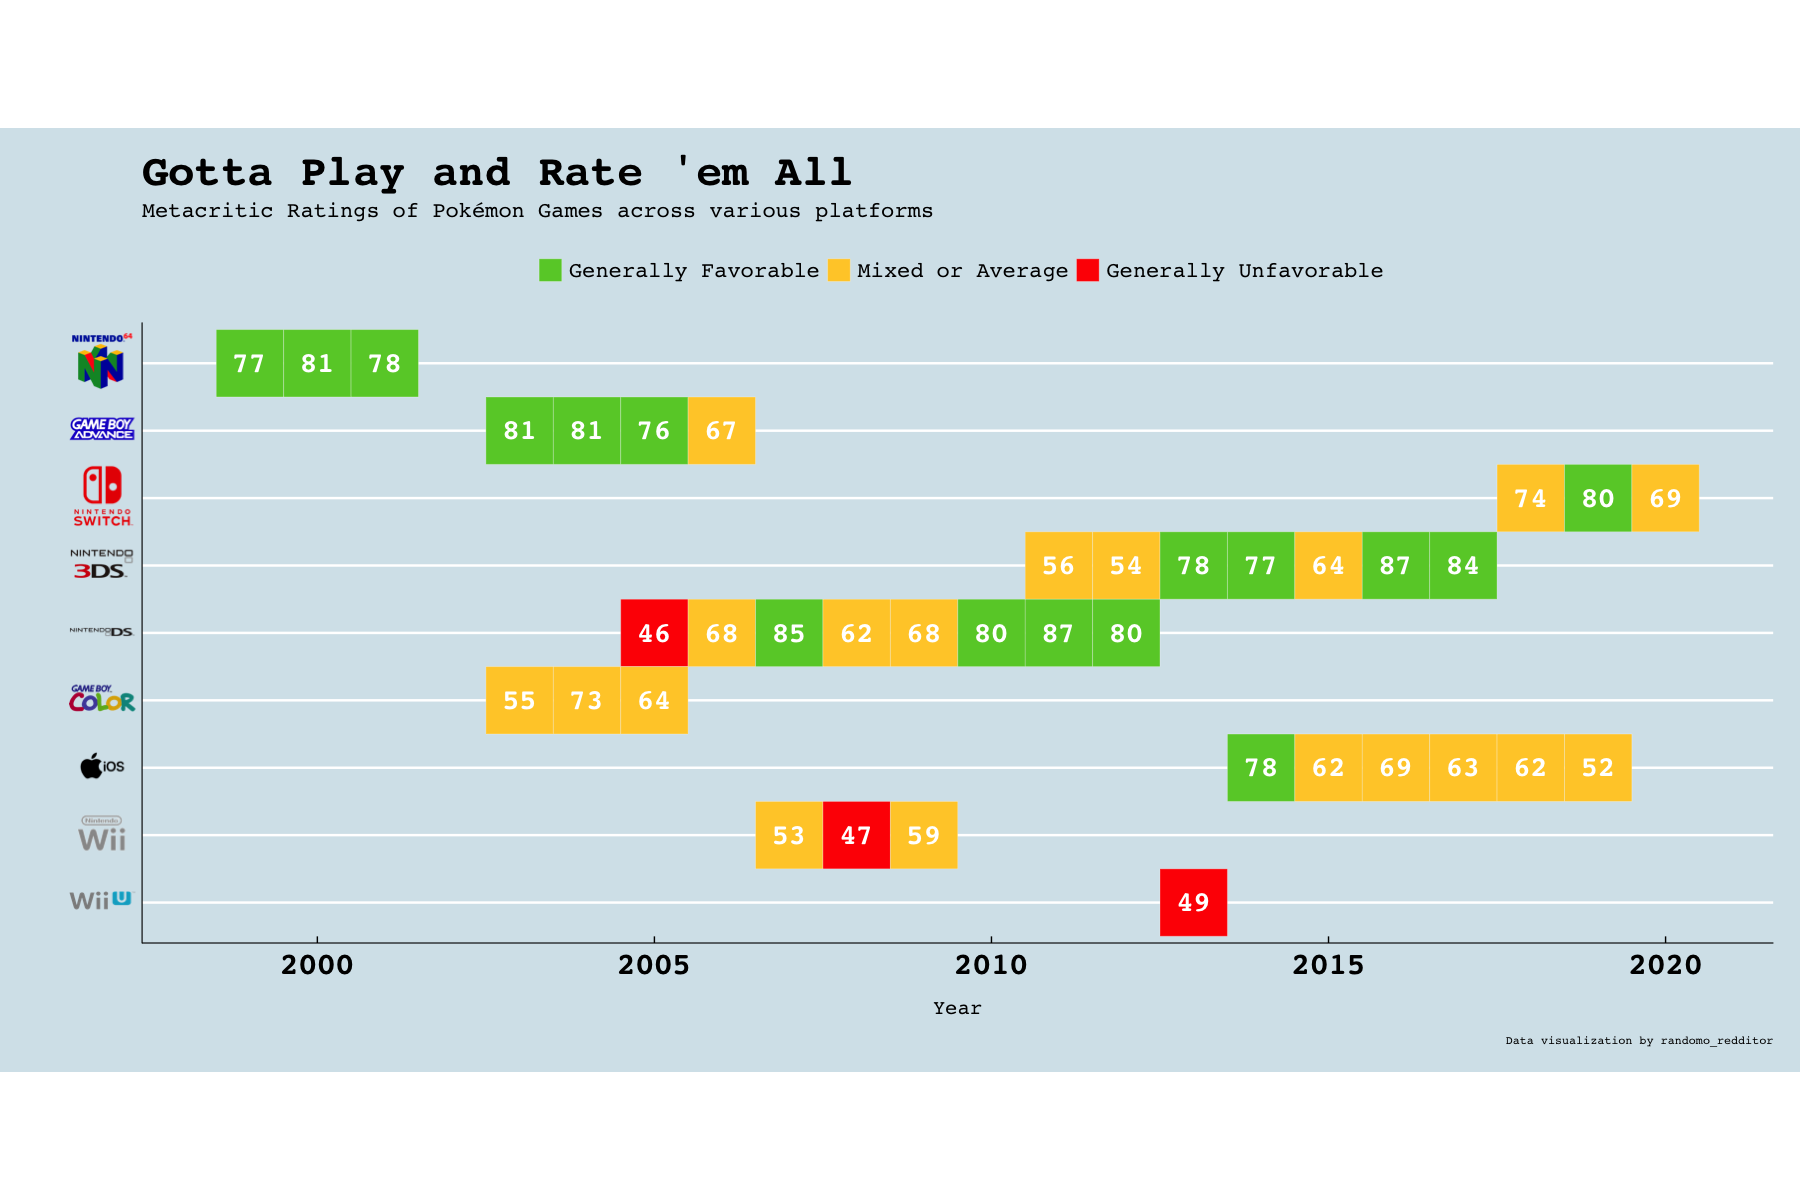 Gotta Play and Rate 'em All
Metacritic Ratings of Pokémon Games across various platforms
Generally Favorable Mixed or Average Generally Unfavorable
NINTENDO 64
77 81 78
GAME BOY ADVANCE
81 81 76 67
NINTENDO
SWITCH
74 80 69
NINTENDO
3DS
56 54 78 77 64 87 84
NINTENDO DS
46 68 85 62 68 80 87 80
GAME BOY
COLOR
55 73 64
iOS
78 62 69 63 62 52
Nintendo
Wii
53 47 59
Wii U
49
2000 2005 2010 2015 2020
Year
Data visualization by randomo_redditor